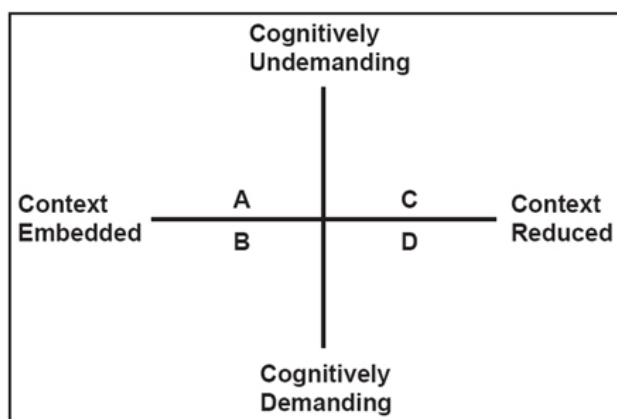 Cognitively
Undemanding
A
C
Context
Embedded
Context
Reduced
B
D
Cognitively
Demanding